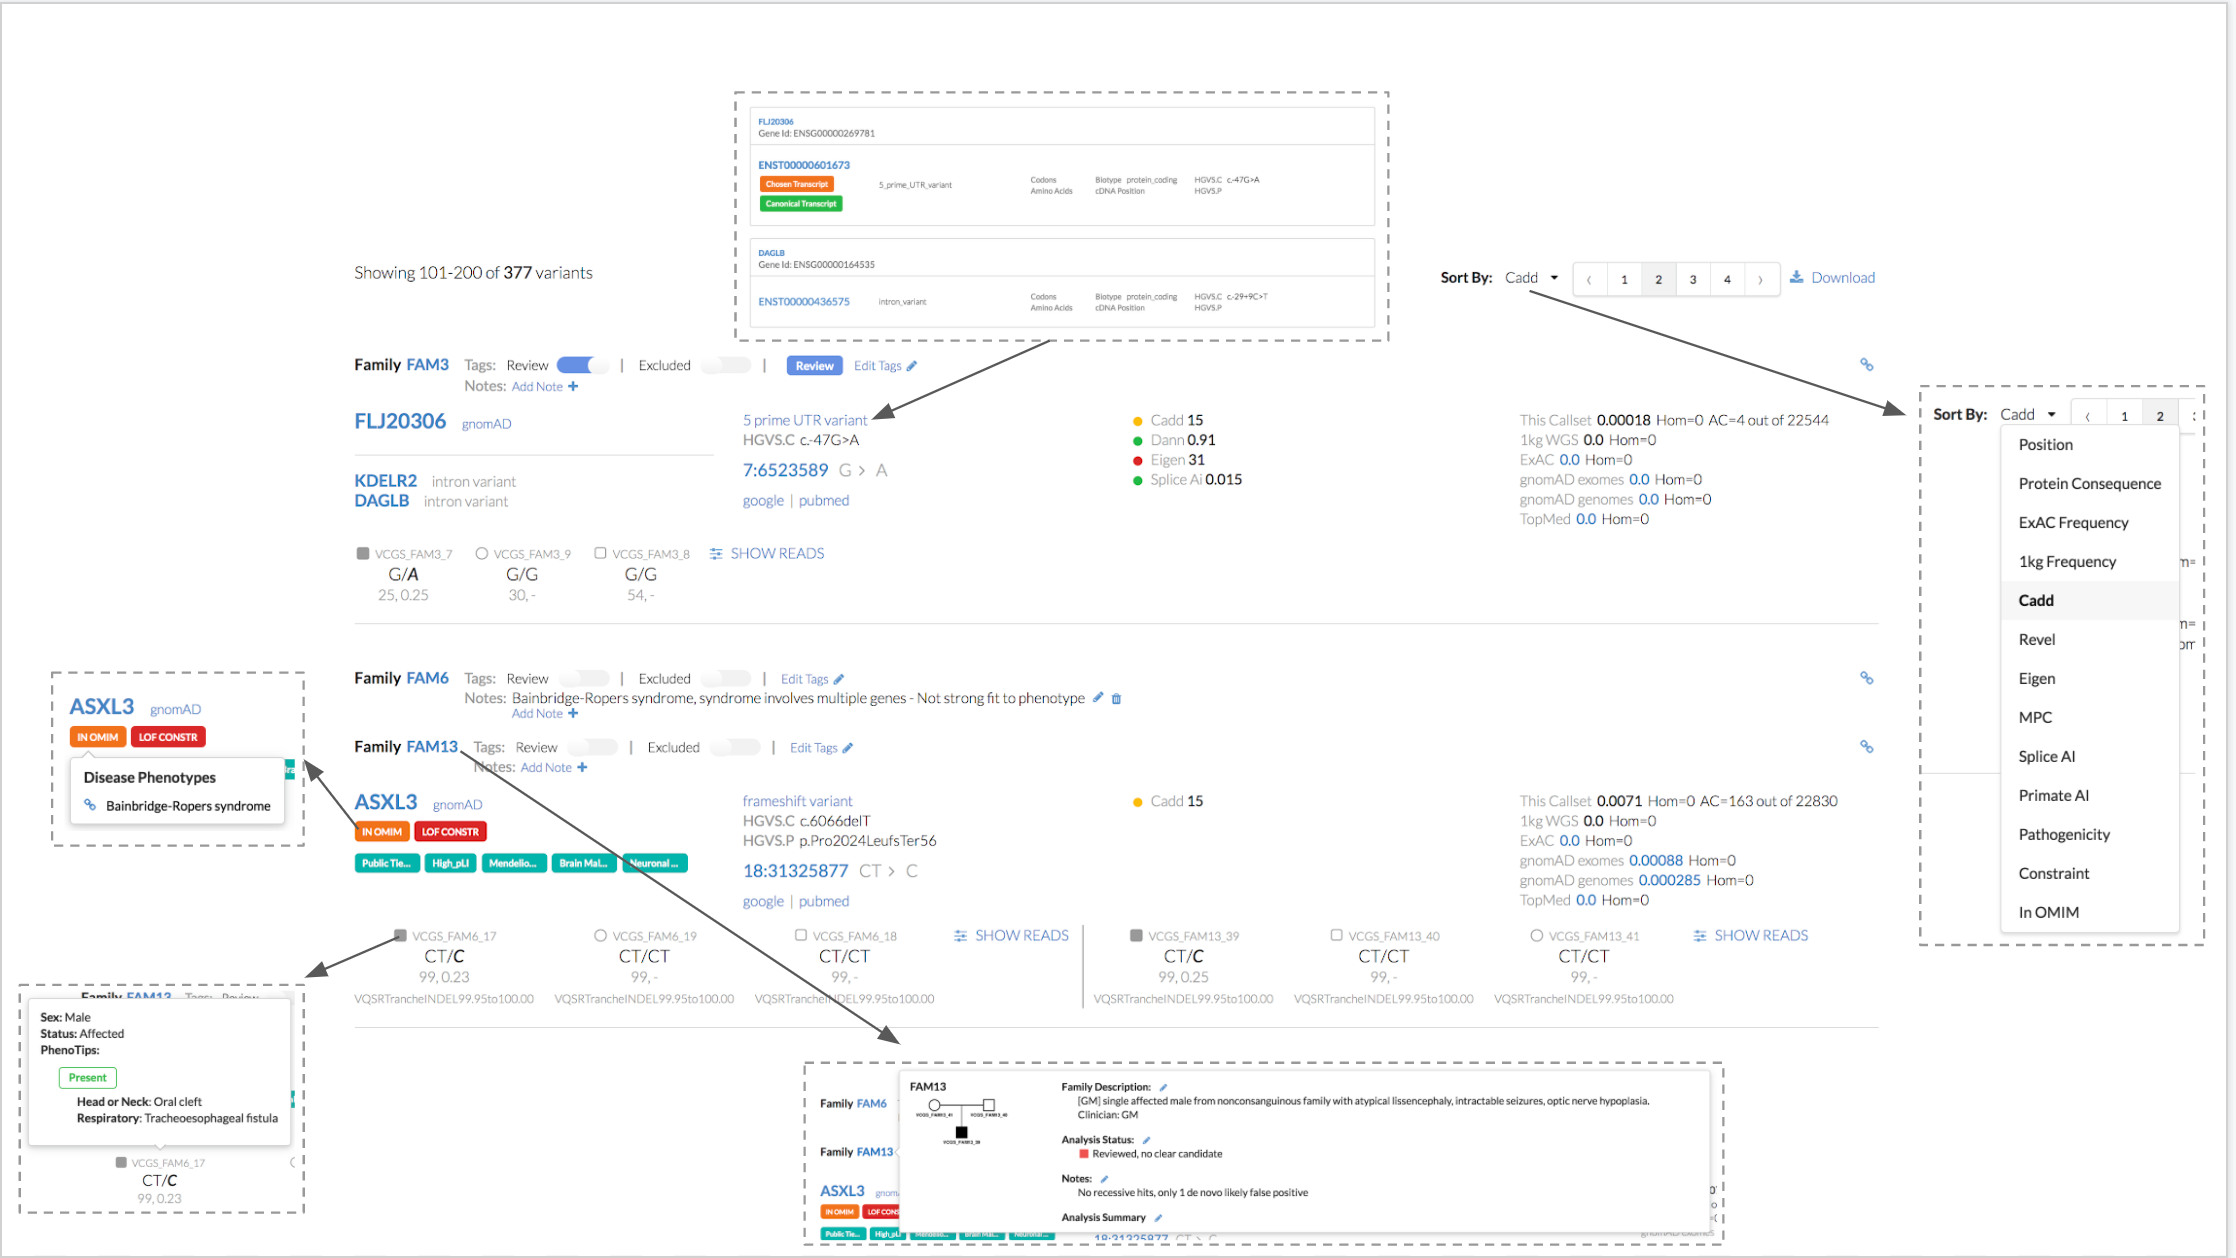 FLJ20306
Gene Id: ENSG00000269781
ENST00000601673
Chosen Transcript
Canonical Transcript
5_prime_UTR_variant
Codons
Amino Acids
Biotype protein_coding
cDNA Position
HGVS.C c.-47G>A
HGVS.P
DAGLB
Gene Id: ENSG00000164535
ENST00000436575
intron_variant
Codons
Amino Acids
Biotype protein_coding
cDNA Position
HGVS.C c.-29+9C>T
HGVS.P
Showing 101-200 of 377 variants
Sort By: Cadd
‹ 1 2 3 4 ›
Download
Family FAM3 Tags: Review | Excluded | Review Edit Tags
Notes: Add Note +
FLJ20306 gnomAD
KDELR2 intron variant
DAGLB intron variant
5 prime UTR variant
HGVS.C c.-47G>A
7:6523589 G > A
google | pubmed
Cadd 15
Dann 0.91
Eigen 31
Splice Ai 0.015
This Callset 0.00018 Hom=0 AC=4 out of 22544
1kg WGS 0.0 Hom=0
ExAC 0.0 Hom=0
gnomAD exomes 0.0 Hom=0
gnomAD genomes 0.0 Hom=0
TopMed 0.0 Hom=0
VCGS_FAM3_7 VCGS_FAM3_9 VCGS_FAM3_8 SHOW READS
G/A G/G G/G
25, 0.25 30, - 54, -
Sort By: Cadd ‹ 1 2
Position
Protein Consequence
ExAC Frequency
1kg Frequency
Cadd
Revel
Eigen
MPC
Splice AI
Primate AI
Pathogenicity
Constraint
In OMIM
Family FAM6 Tags: Review | Excluded | Edit Tags
Notes: Bainbridge-Ropers syndrome, syndrome involves multiple genes - Not strong fit to phenotype
Add Note +
Family FAM13 Tags: Review | Excluded | Edit Tags
Notes: Add Note +
ASXL3 gnomAD
IN OMIM LOF CONSTR
Disease Phenotypes
Bainbridge-Ropers syndrome
ASXL3 gnomAD
IN OMIM LOF CONSTR
Public Tie... High_pLI Mendelio... Brain Mal... Neuronal ...
frameshift variant
HGVS.C c.6066delT
HGVS.P p.Pro2024LeufsTer56
18:31325877 CT > C
google | pubmed
Cadd 15
This Callset 0.0071 Hom=0 AC=163 out of 22830
1kg WGS 0.0 Hom=0
ExAC 0.0 Hom=0
gnomAD exomes 0.00088 Hom=0
gnomAD genomes 0.000285 Hom=0
TopMed 0.0 Hom=0
VCGS_FAM6_17 VCGS_FAM6_19 VCGS_FAM6_18 SHOW READS
CT/C CT/CT CT/CT
99, 0.23 99, - 99, -
VQSRTrancheINDEL99.95to100.00 VQSRTrancheINDEL99.95to100.00 VQSRTrancheINDEL99.95to100.00
VCGS_FAM13_39 VCGS_FAM13_40 VCGS_FAM13_41 SHOW READS
CT/C CT/CT CT/CT
99, 0.25 99, - 99, -
VQSRTrancheINDEL99.95to100.00 VQSRTrancheINDEL99.95to100.00 VQSRTrancheINDEL99.95to100.00
Family FAM13 Tags: Review
Sex: Male
Status: Affected
PhenoTips:
Present
Head or Neck: Oral cleft
Respiratory: Tracheoesophageal fistula
VCGS_FAM6_17
CT/C
99, 0.23
Family FAM6
Family FAM13
ASXL3
IN OMIM LOF CONS
Public Tie... High_pLI
18:31325877 CT > C
FAM13
VCGS_FAM13_41 VCGS_FAM13_40
VCGS_FAM13_39
Family Description:
[GM] single affected male from nonconsanguinous family with atypical lissencephaly, intractable seizures, optic nerve hypoplasia.
Clinician: GM
Analysis Status:
Reviewed, no clear candidate
Notes:
No recessive hits, only 1 de novo likely false positive
Analysis Summary